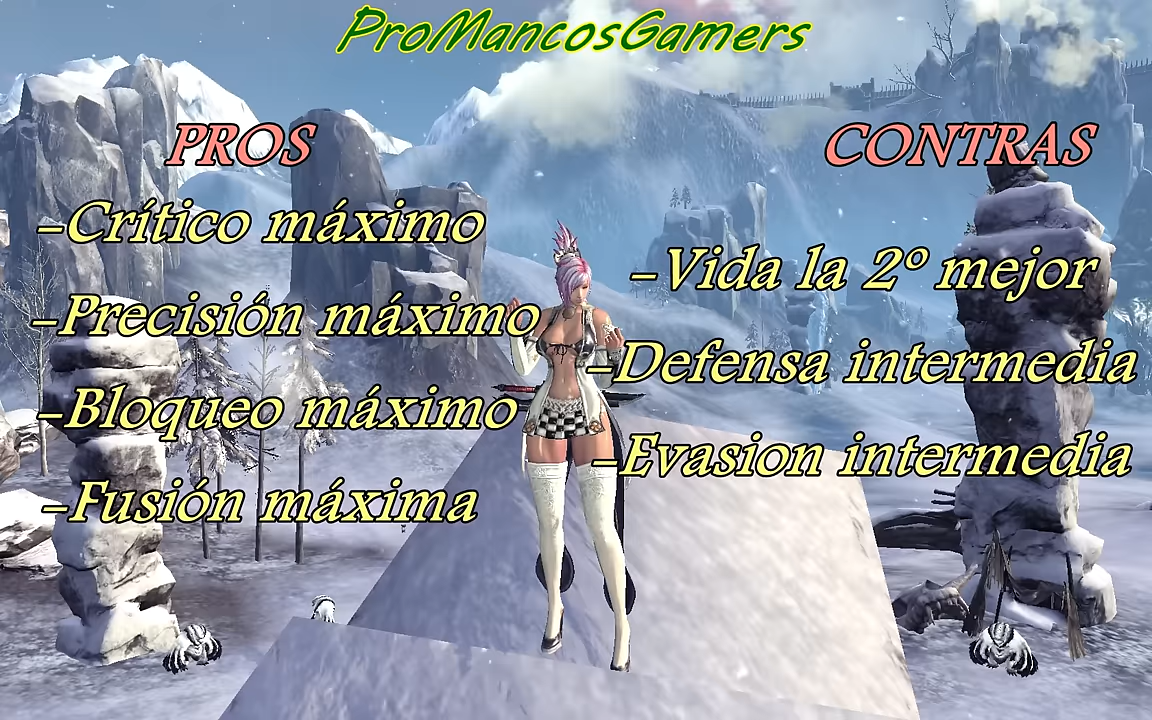 ProMancosGamers
PROS
-Crítico máximo
-Precisión máximo
-Bloqueo máximo
-Fusión máxima
CONTRAS
-Vida la 2º mejor
-Defensa intermedia
-Evasion intermedia